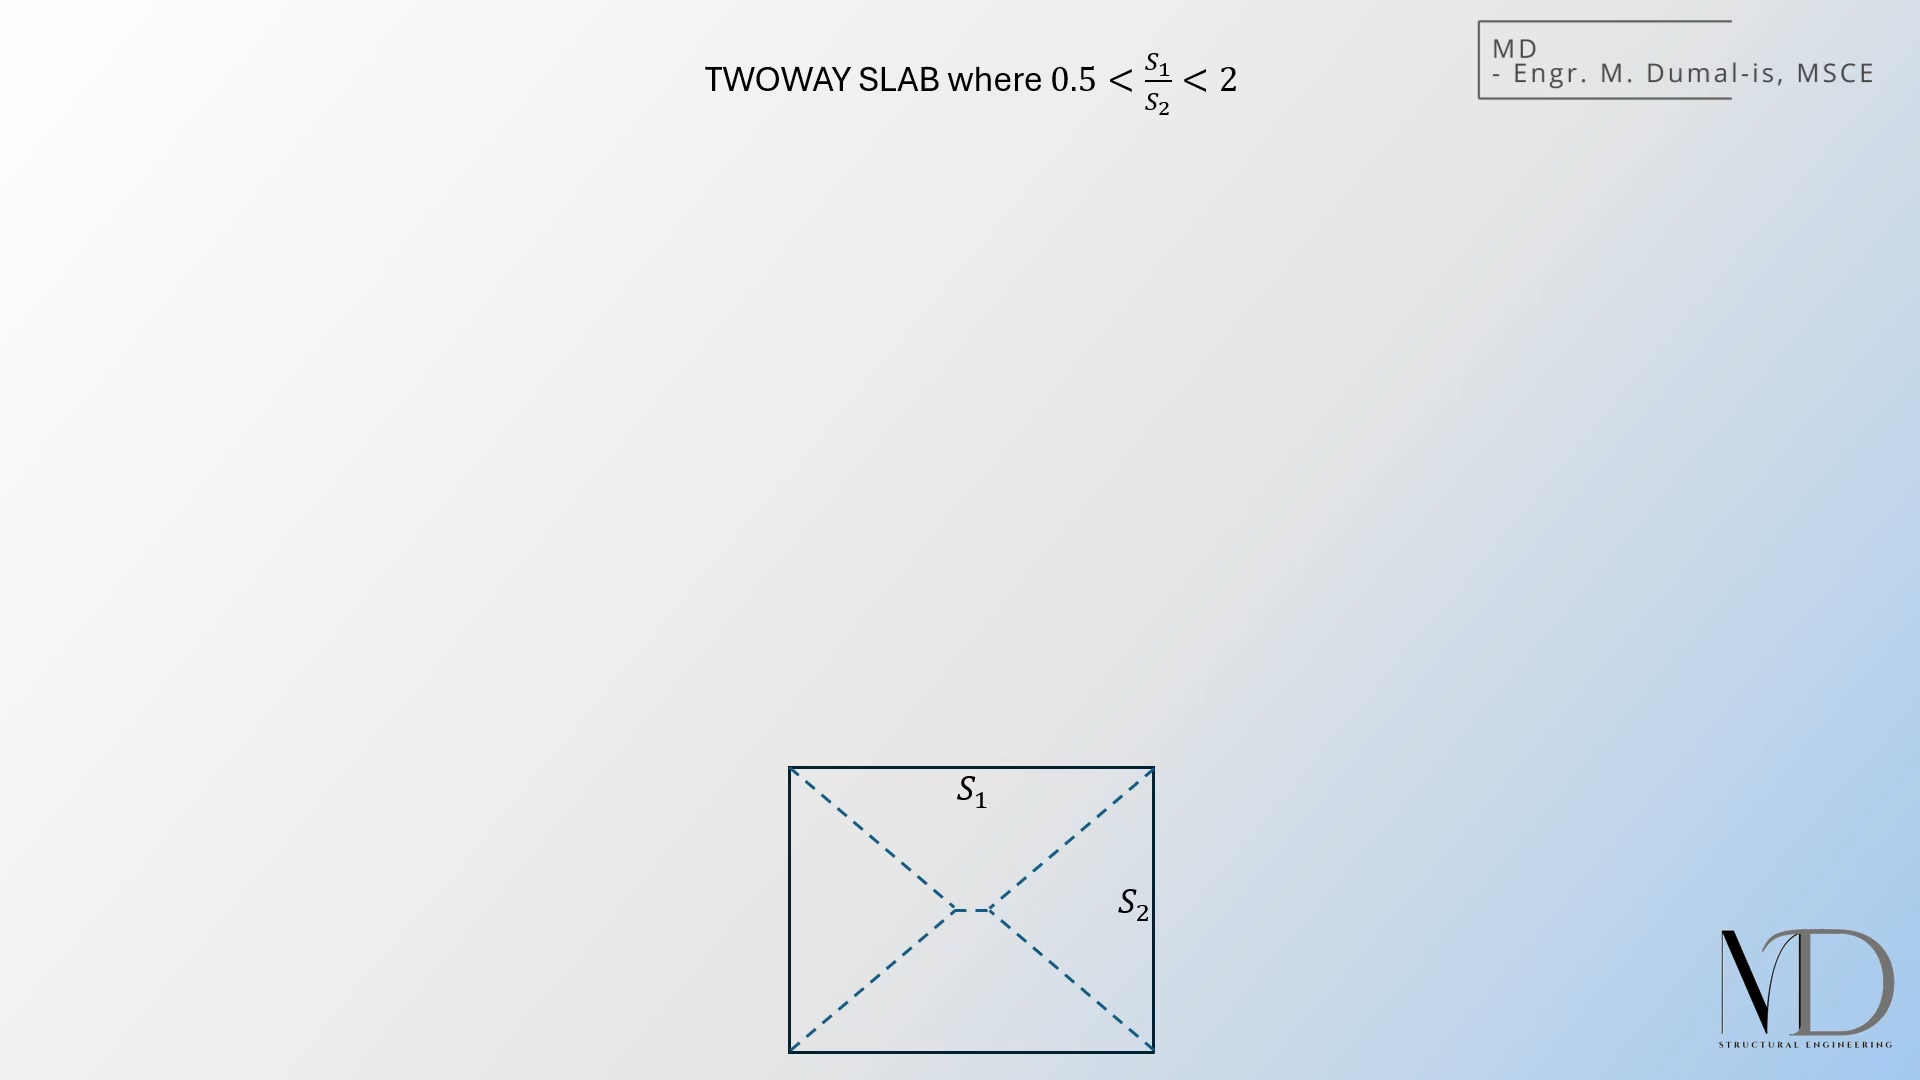 TWOWAY SLAB where 0.5 < S₁/S₂ < 2
MD
- Engr. M. Dumal-is, MSCE
S₁
S₂
MD
STRUCTURAL ENGINEERING